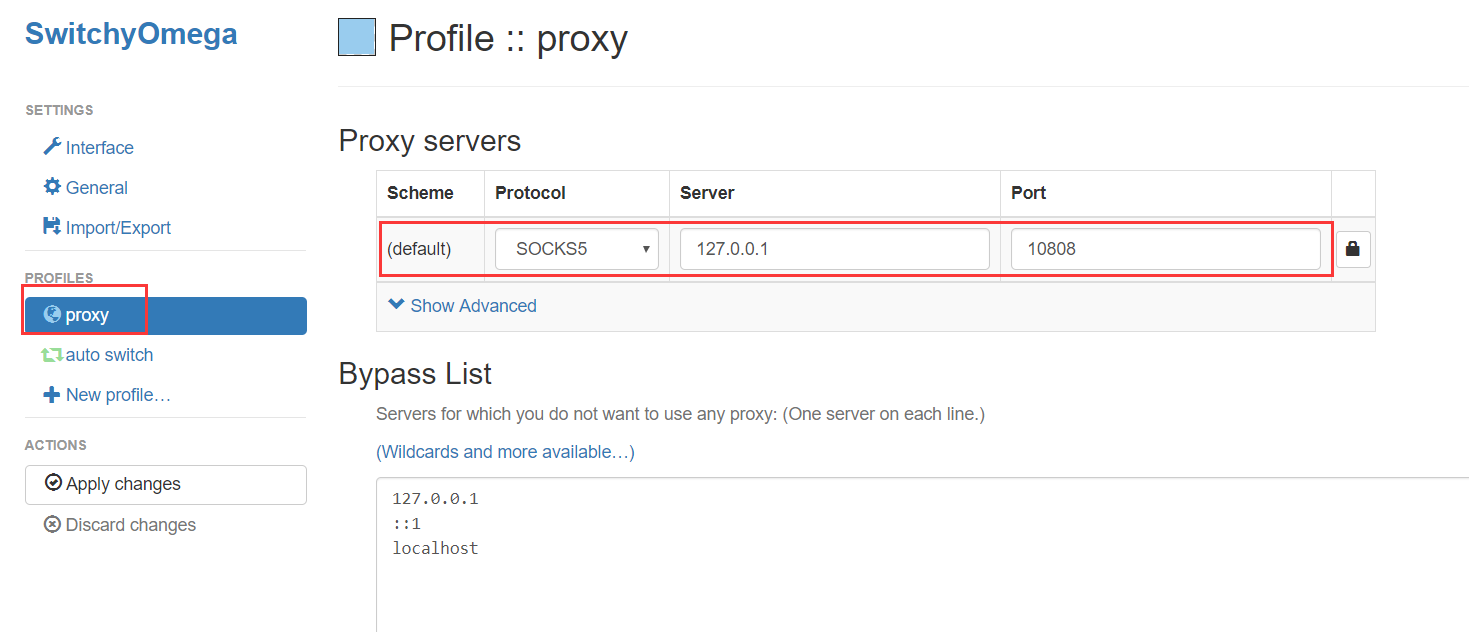 SwitchyOmega
SETTINGS
Interface
General
Import/Export
PROFILES
proxy
auto switch
New profile…
ACTIONS
Apply changes
Discard changes
Profile :: proxy
Proxy servers
Scheme Protocol Server Port
(default) SOCKS5 127.0.0.1 10808
Show Advanced
Bypass List
Servers for which you do not want to use any proxy: (One server on each line.)
(Wildcards and more available…)
127.0.0.1
::1
localhost